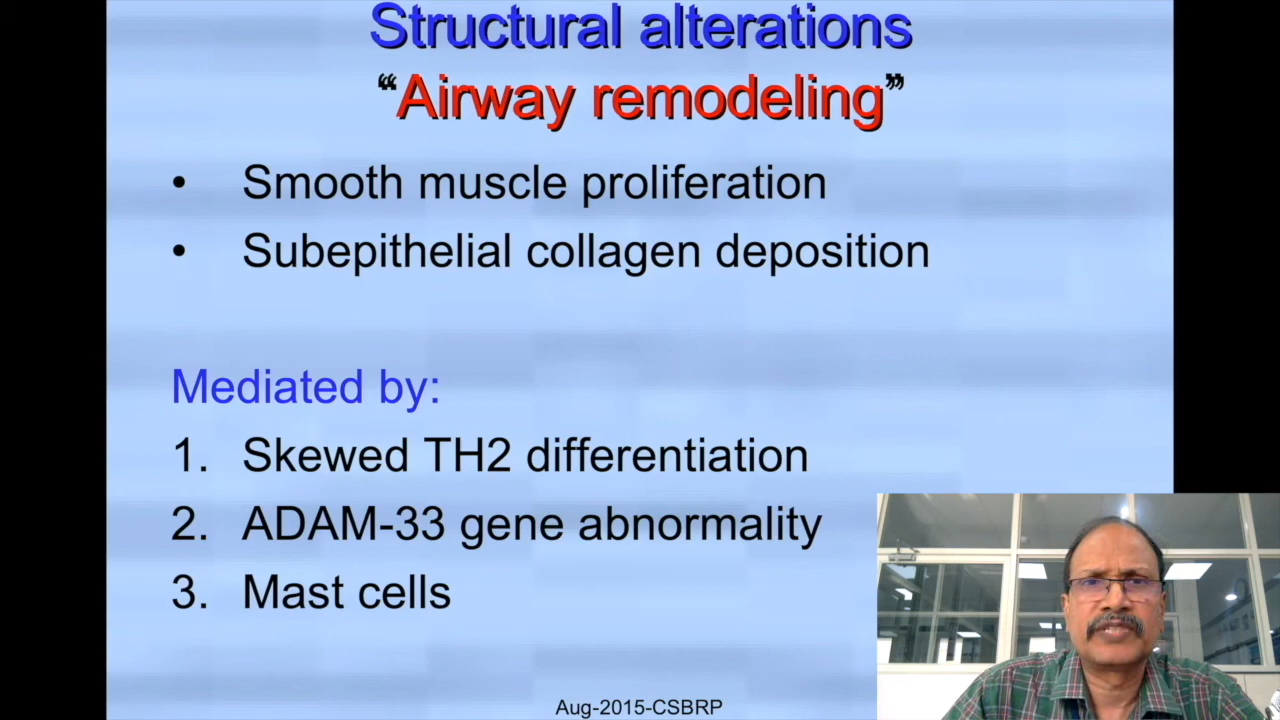 Structural alterations
“Airway remodeling”
• Smooth muscle proliferation
• Subepithelial collagen deposition
Mediated by:
1. Skewed TH2 differentiation
2. ADAM-33 gene abnormality
3. Mast cells
Aug-2015-CSBRP